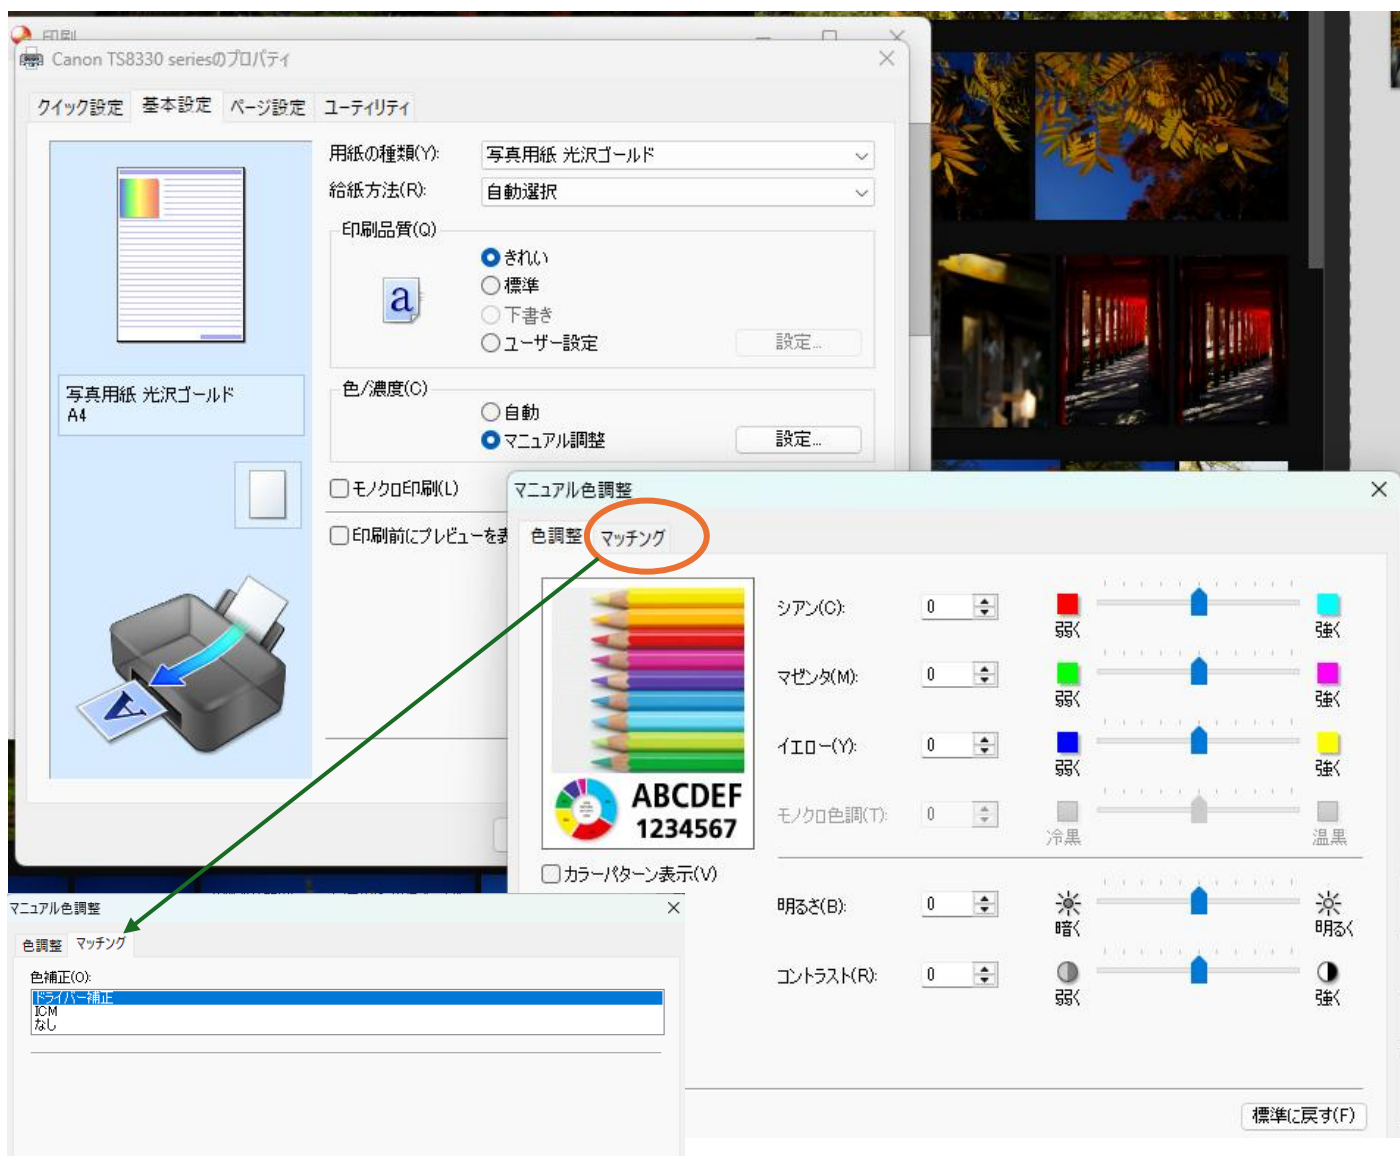 印刷
Canon TS8330 seriesのプロパティ
クイック設定 基本設定 ページ設定 ユーティリティ
用紙の種類(Y): 写真用紙 光沢ゴールド
給紙方法(R): 自動選択
印刷品質(Q)
きれい
標準
下書き
ユーザー設定 設定...
a
写真用紙 光沢ゴールド
A4
色/濃度(C)
自動
マニュアル調整 設定...
モノクロ印刷(L)
印刷前にプレビューを表
A
マニュアル色調整
色調整 マッチング
シアン(C): 0 弱く 強く
マゼンタ(M): 0 弱く 強く
イエロー(Y): 0 弱く 強く
モノクロ色調(T): 0 冷黒 温黒
ABCDEF
1234567
カラーパターン表示(V)
明るさ(B): 0 暗く 明るく
コントラスト(R): 0 弱く 強く
標準に戻す(F)
マニュアル色調整
色調整 マッチング
色補正(O):
ドライバー補正
ICM
なし